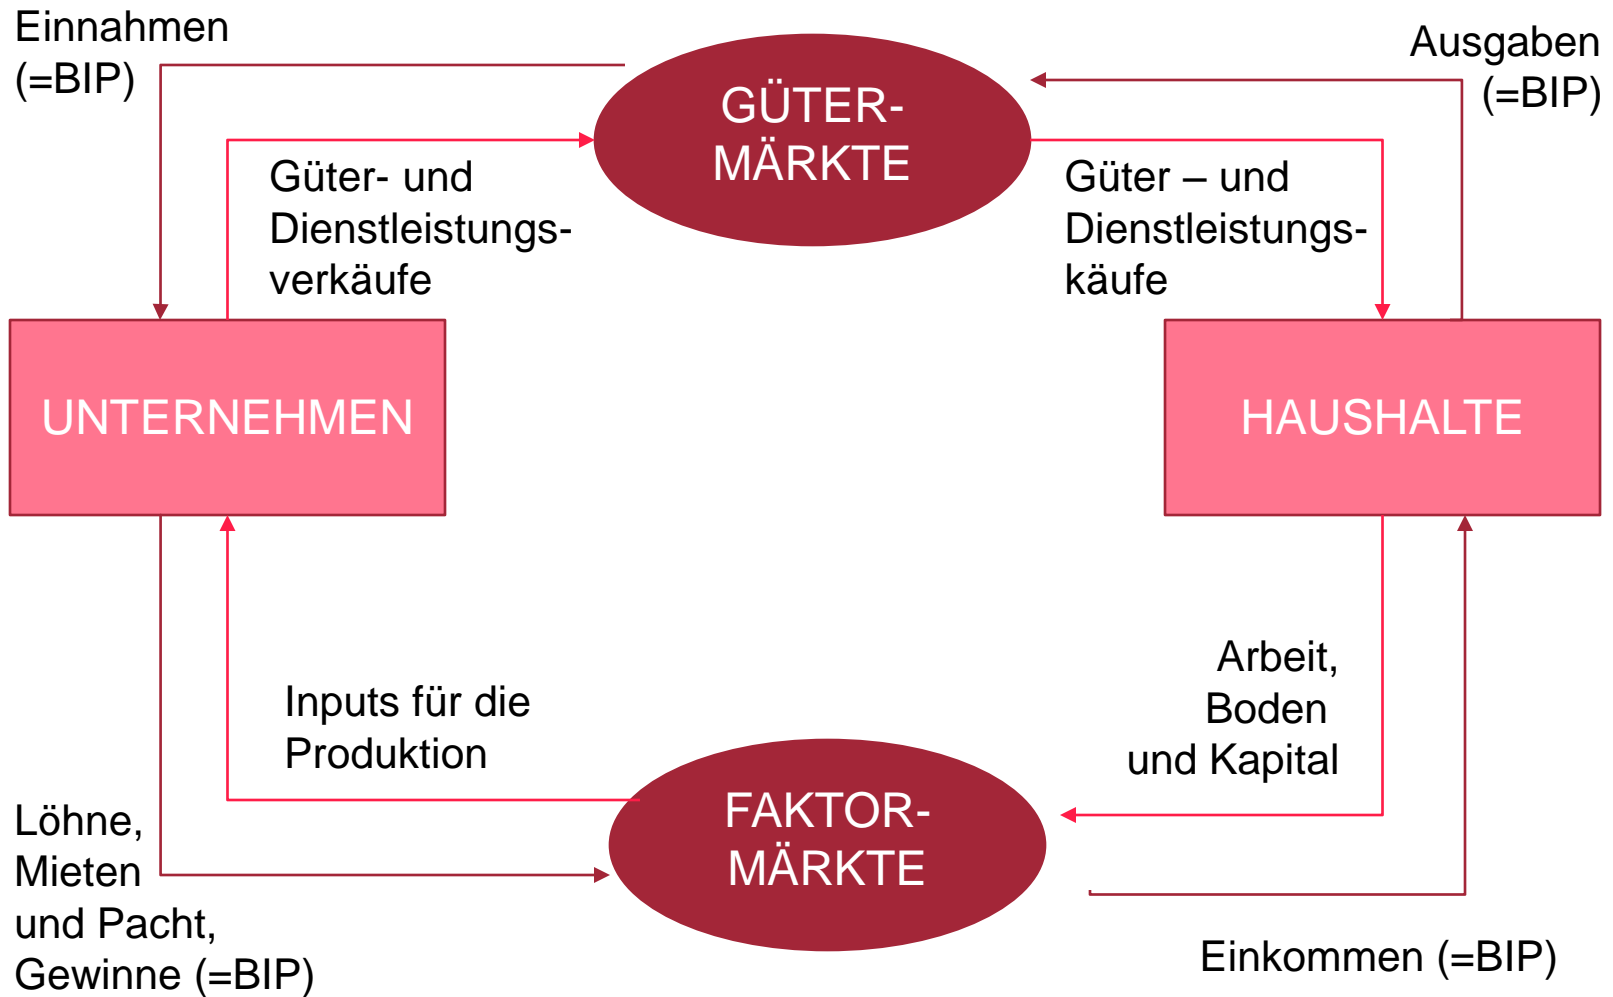 Einnahmen
(=BIP)
GÜTER-
MÄRKTE
Ausgaben
(=BIP)
Güter- und
Dienstleistungs-
verkäufe
Güter – und
Dienstleistungs-
käufe
UNTERNEHMEN
HAUSHALTE
Inputs für die
Produktion
Arbeit,
Boden
und Kapital
Löhne,
Mieten
und Pacht,
Gewinne (=BIP)
FAKTOR-
MÄRKTE
Einkommen (=BIP)